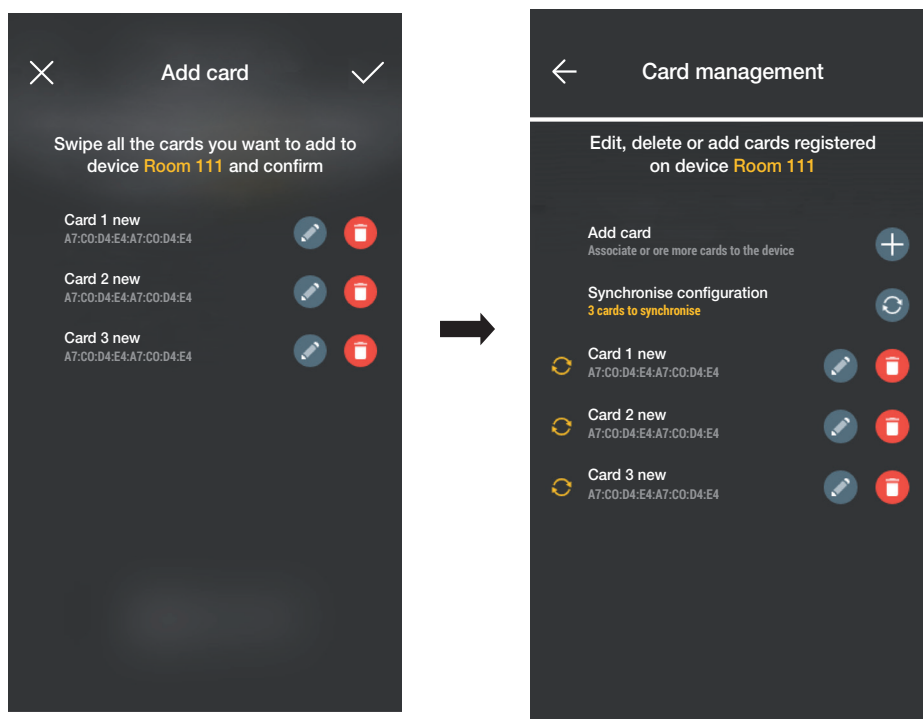 Add card
Swipe all the cards you want to add to
device Room 111 and confirm
Card 1 new
A7:C0:D4:E4:A7:C0:D4:E4
Card 2 new
A7:C0:D4:E4:A7:C0:D4:E4
Card 3 new
A7:C0:D4:E4:A7:C0:D4:E4
Card management
Edit, delete or add cards registered
on device Room 111
Add card
Associate or ore more cards to the device
Synchronise configuration
3 cards to synchronise
Card 1 new
A7:C0:D4:E4:A7:C0:D4:E4
Card 2 new
A7:C0:D4:E4:A7:C0:D4:E4
Card 3 new
A7:C0:D4:E4:A7:C0:D4:E4